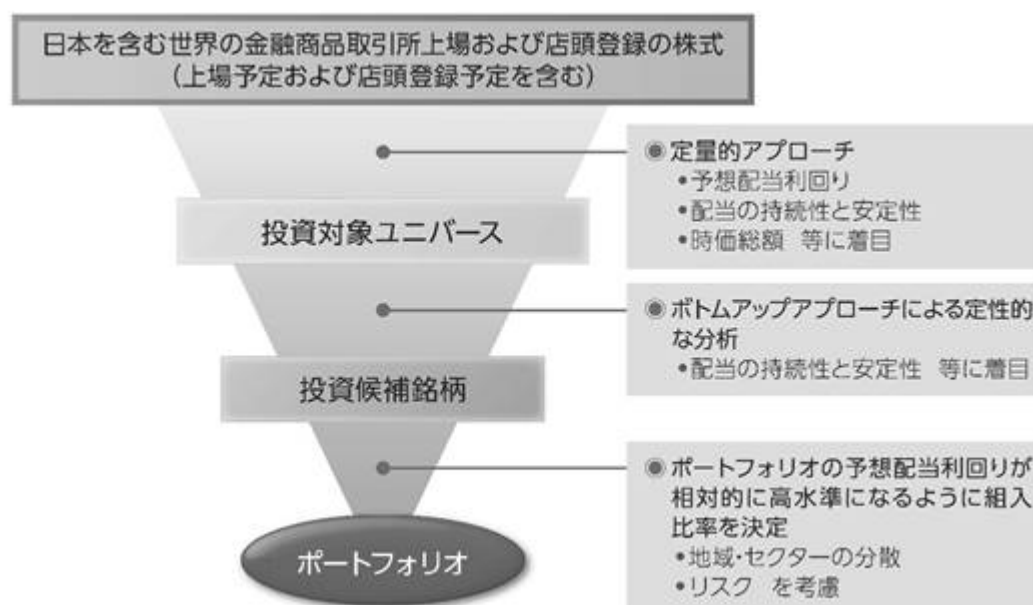 日本を含む世界の金融商品取引所上場および店頭登録の株式
（上場予定および店頭登録予定を含む）
◉定量的アプローチ
•予想配当利回り
•配当の持続性と安定性
•時価総額 等に着目
投資対象ユニバース
◉ボトムアップアプローチによる定性的
な分析
•配当の持続性と安定性 等に着目
投資候補銘柄
◉ポートフォリオの予想配当利回りが
相対的に高水準になるように組入
比率を決定
•地域・セクターの分散
•リスク を考慮
ポートフォリオ